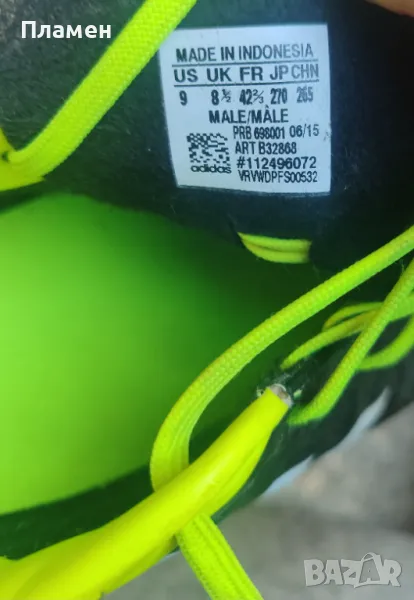 Пламен
MADE IN INDONESIA
US UK FR JP CHN
9 8½ 42⅔ 270 265
MALE/MÂLE
PRB 698001 06/15
ART B32868
#112496072
VRVWDPFS00532
adidas
БАЗАР